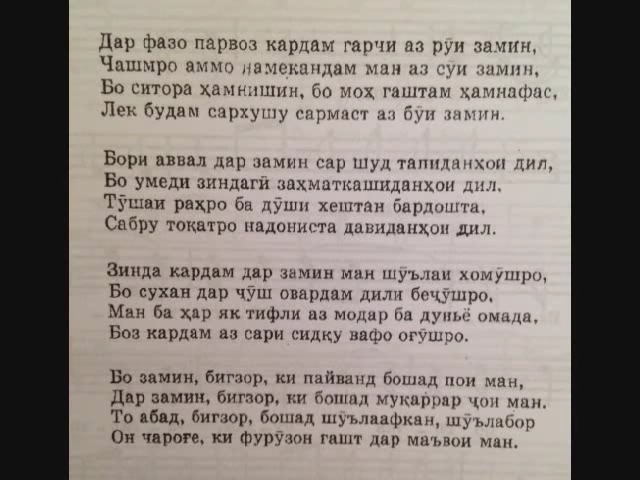 Дар фазо парвоз кардам гарчи аз рӯи замин,
Чашмро аммо намекандам ман аз сӯи замин,
Бо ситора ҳамнишин, бо моҳ гаштам ҳамнафас,
Лек будам сархушу сармаст аз бӯи замин.
Бори аввал дар замин сар шуд тапиданҳои дил,
Бо умеди зиндагӣ заҳматкашиданҳои дил,
Тӯшаи раҳро ба дӯши хештан бардошта,
Сабру тоқатро надониста давиданҳои дил.
Зинда кардам дар замин ман шӯълаи хомӯшро,
Бо сухан дар ҷӯш овардам дили беҷӯшро,
Ман ба ҳар як тифли аз модар ба дуньё омада,
Боз кардам аз сари сидқу вафо оғӯшро.
Бо замин, бигзор, ки пайванд бошад пои ман,
Дар замин, бигзор, ки бошад муқаррар ҷои ман.
То абад, бигзор, бошад шӯълаафкан, шӯълабор
Он чароғе, ки фурӯзон гашт дар маъвои ман.